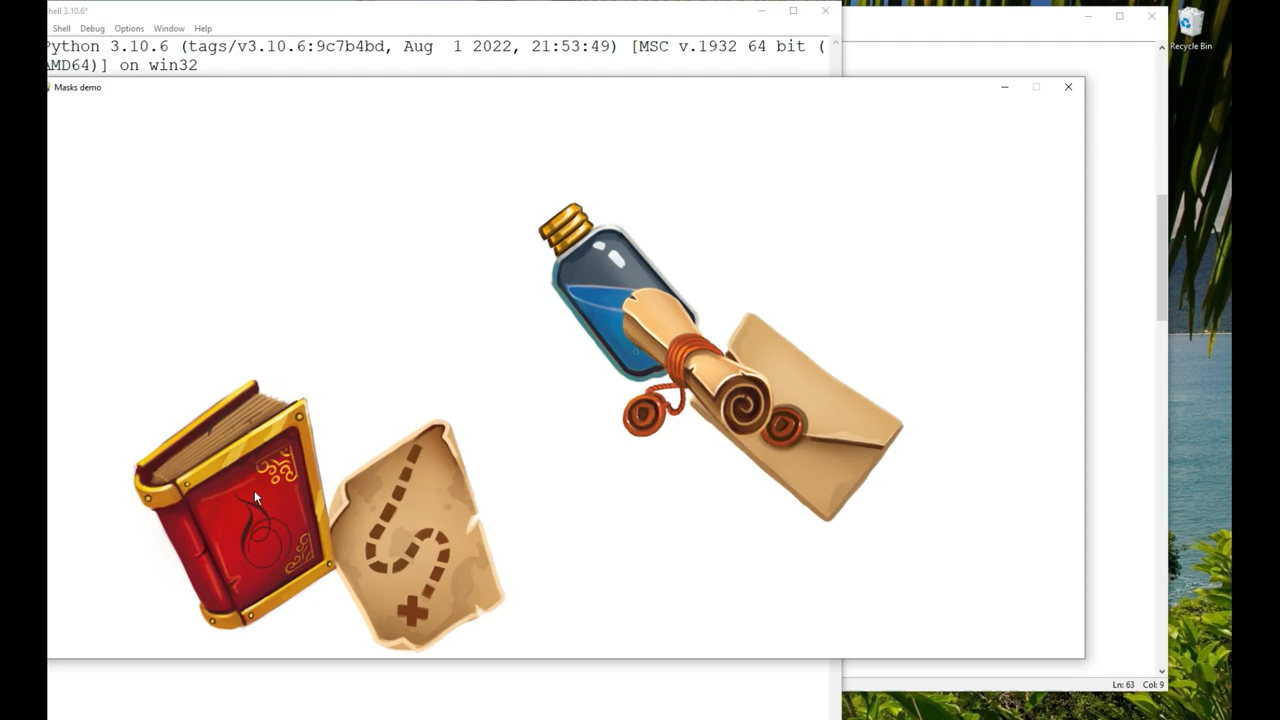 Shell 3.10.6*
Shell Debug Options Window Help
Python 3.10.6 (tags/v3.10.6:9c7b4bd, Aug 1 2022, 21:53:49) [MSC v.1932 64 bit (
AMD64)] on win32
Recycle Bin
Masks demo
Ln: 63 Col: 9